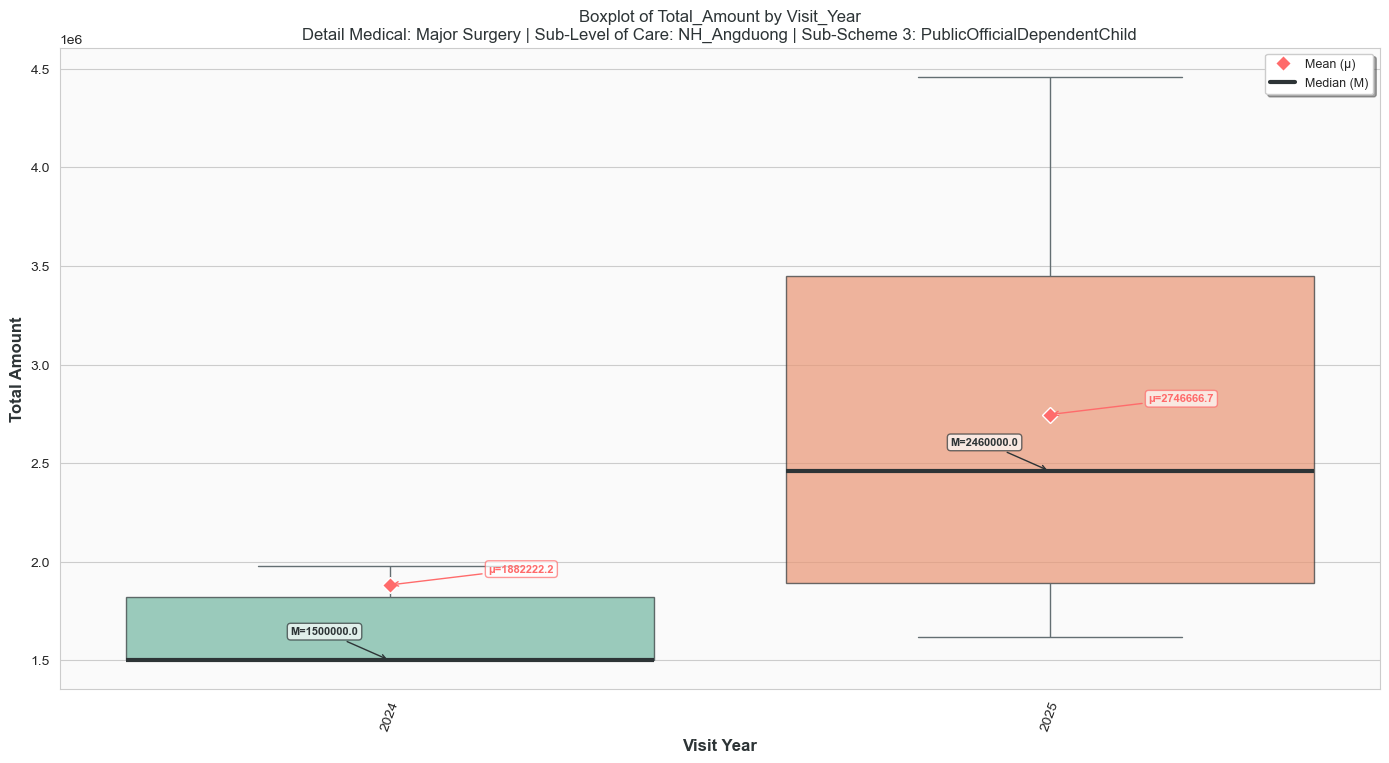 Boxplot of Total_Amount by Visit_Year
Detail Medical: Major Surgery | Sub-Level of Care: NH_Angduong | Sub-Scheme 3: PublicOfficialDependentChild
1e6
Mean (μ)
Median (M)
4.5
4.0
3.5
3.0
2.5
2.0
1.5
Total Amount
μ=2746666.7
M=2460000.0
μ=1882222.2
M=1500000.0
2024
2025
Visit Year